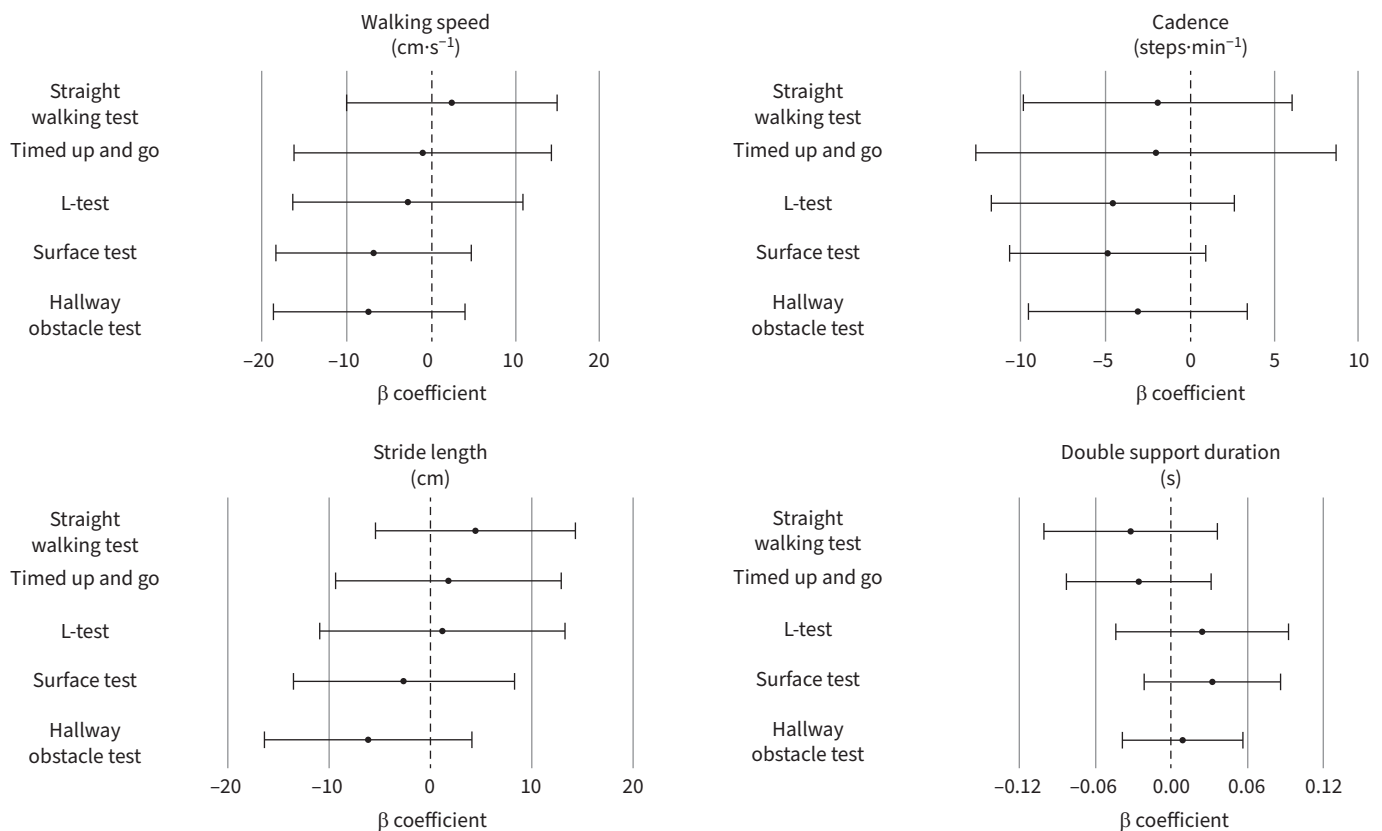 Walking speed
(cm·s⁻¹)
Straight
walking test
Timed up and go
L-test
Surface test
Hallway
obstacle test
–20 –10 0 10 20
β coefficient
Cadence
(steps·min⁻¹)
Straight
walking test
Timed up and go
L-test
Surface test
Hallway
obstacle test
–10 –5 0 5 10
β coefficient
Stride length
(cm)
Straight
walking test
Timed up and go
L-test
Surface test
Hallway
obstacle test
–20 –10 0 10 20
β coefficient
Double support duration
(s)
Straight
walking test
Timed up and go
L-test
Surface test
Hallway
obstacle test
–0.12 –0.06 0.00 0.06 0.12
β coefficient